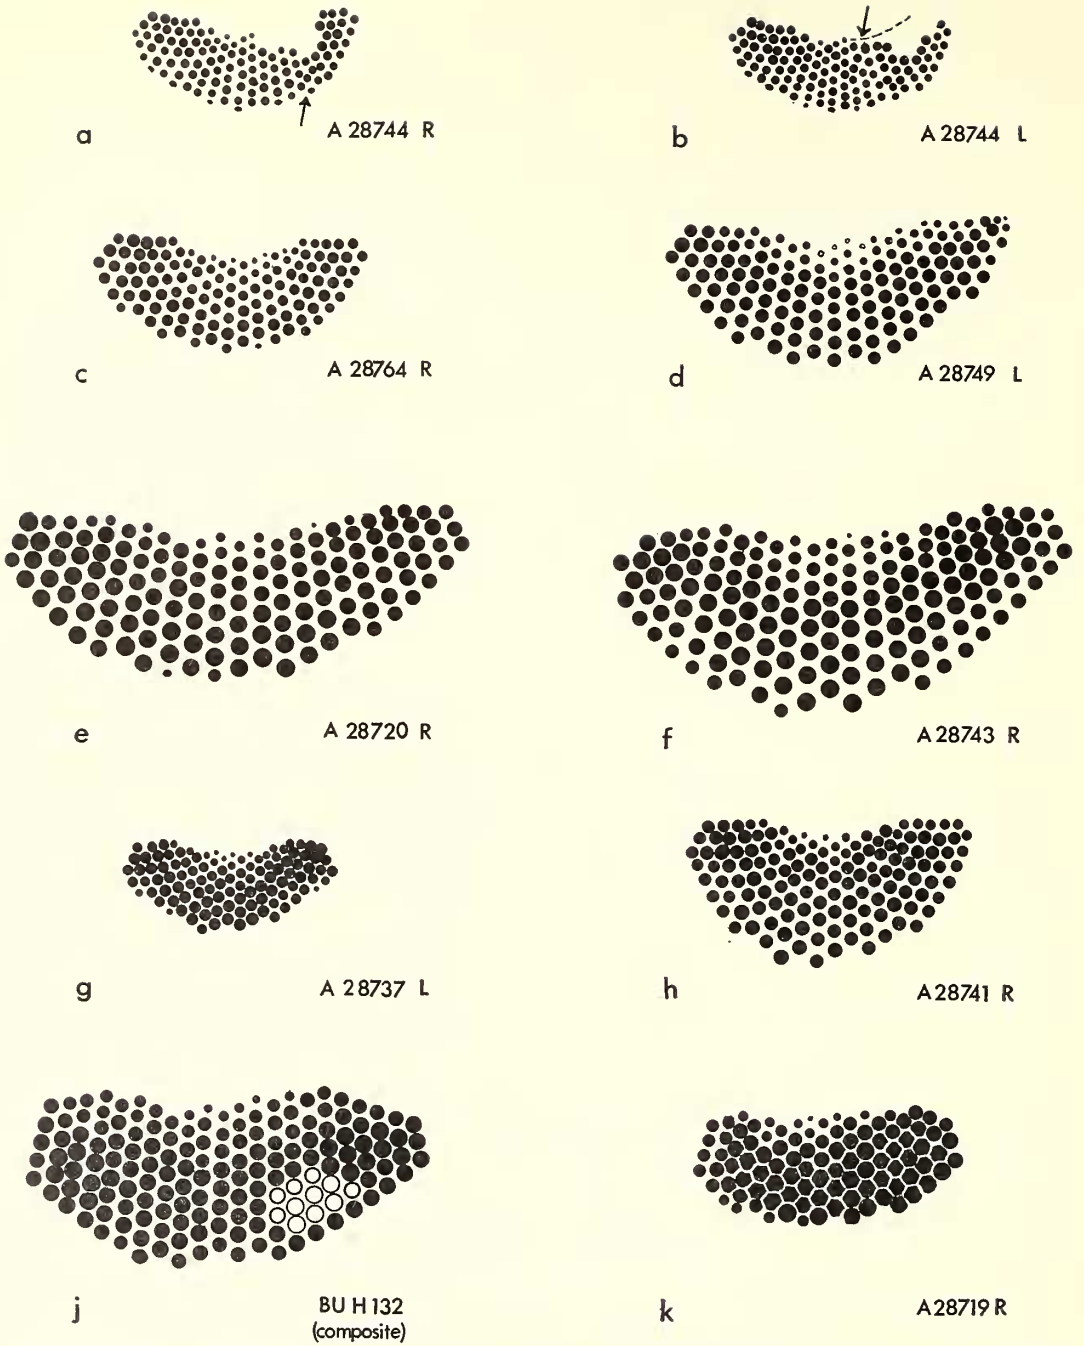 a
A 28744 R
b
A 28744 L
c
A 28764 R
d
A 28749 L
e
A 28720 R
f
A 28743 R
g
A 28737 L
h
A 28741 R
j
BU H 132
(composite)
k
A 28719 R